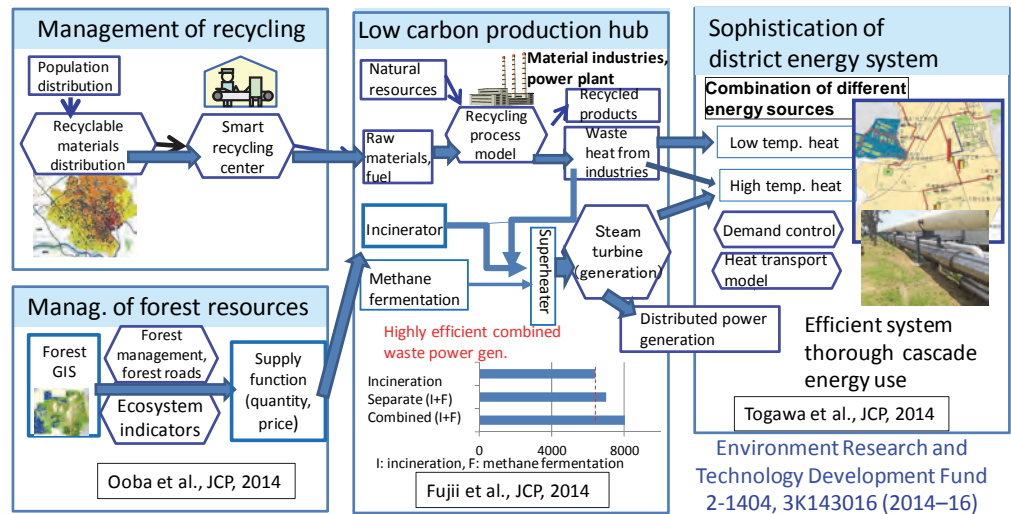 Management of recycling
Population
distribution
Recyclable
materials
distribution
Smart
recycling
center
Manag. of forest resources
Forest
GIS
Forest
management,
forest roads
Ecosystem
indicators
Supply
function
(quantity,
price)
Ooba et al., JCP, 2014
Low carbon production hub
Natural
resources
Material industries,
power plant
Recycled
products
Recycling
process
model
Raw
materials,
fuel
Waste
heat from
industries
Incinerator
Methane
fermentation
Superheater
Steam
turbine
(generation)
Distributed power
generation
Highly efficient combined
waste power gen.
Incineration
Separate (I+F)
Combined (I+F)
0 4000 8000
I: incineration, F: methane fermentation
Fujii et al., JCP, 2014
Sophistication of
district energy system
Combination of different
energy sources
Low temp. heat
High temp. heat
Demand control
Heat transport
model
Efficient system
thorough cascade
energy use
Togawa et al., JCP, 2014
Environment Research and
Technology Development Fund
2-1404, 3K143016 (2014–16)